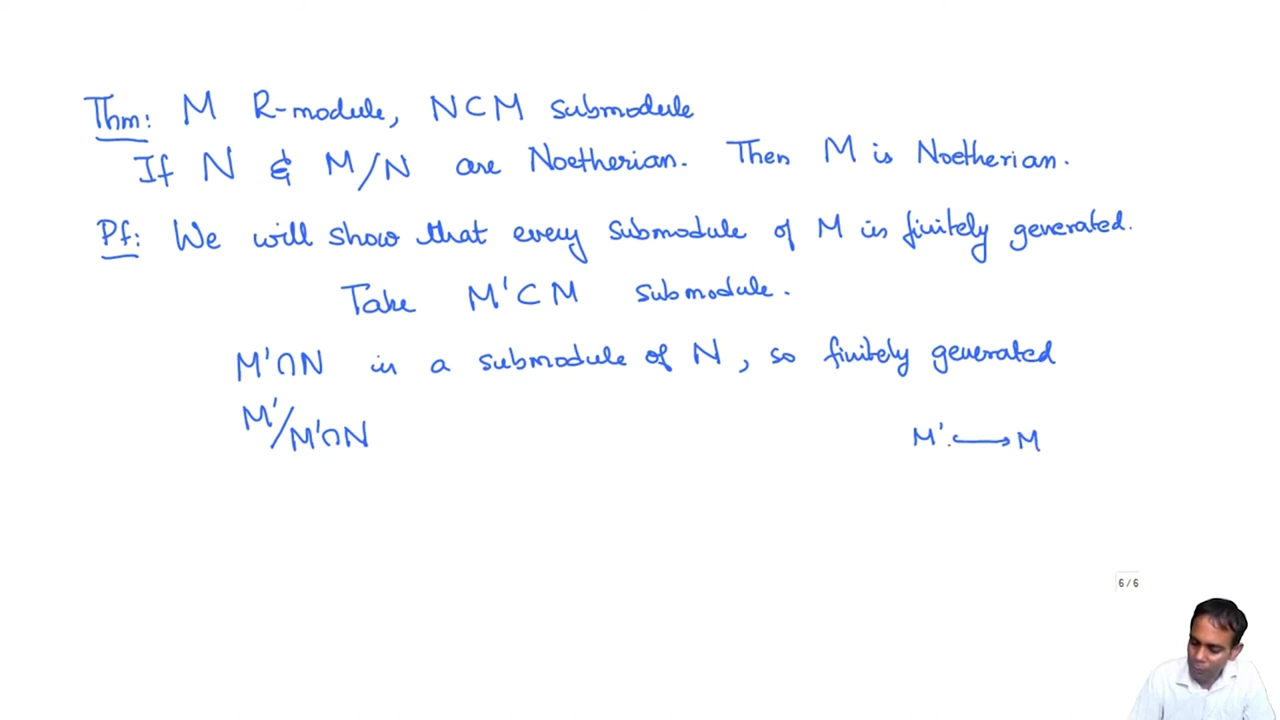 Thm: M R-module, N⊂M submodule
If N & M/N are Noetherian. Then M is Noetherian.
Pf: We will show that every submodule of M is finitely generated.
Take M'⊂M submodule.
M'∩N is a submodule of N, so finitely generated
M'/M'∩N M' ↪ M
6/6